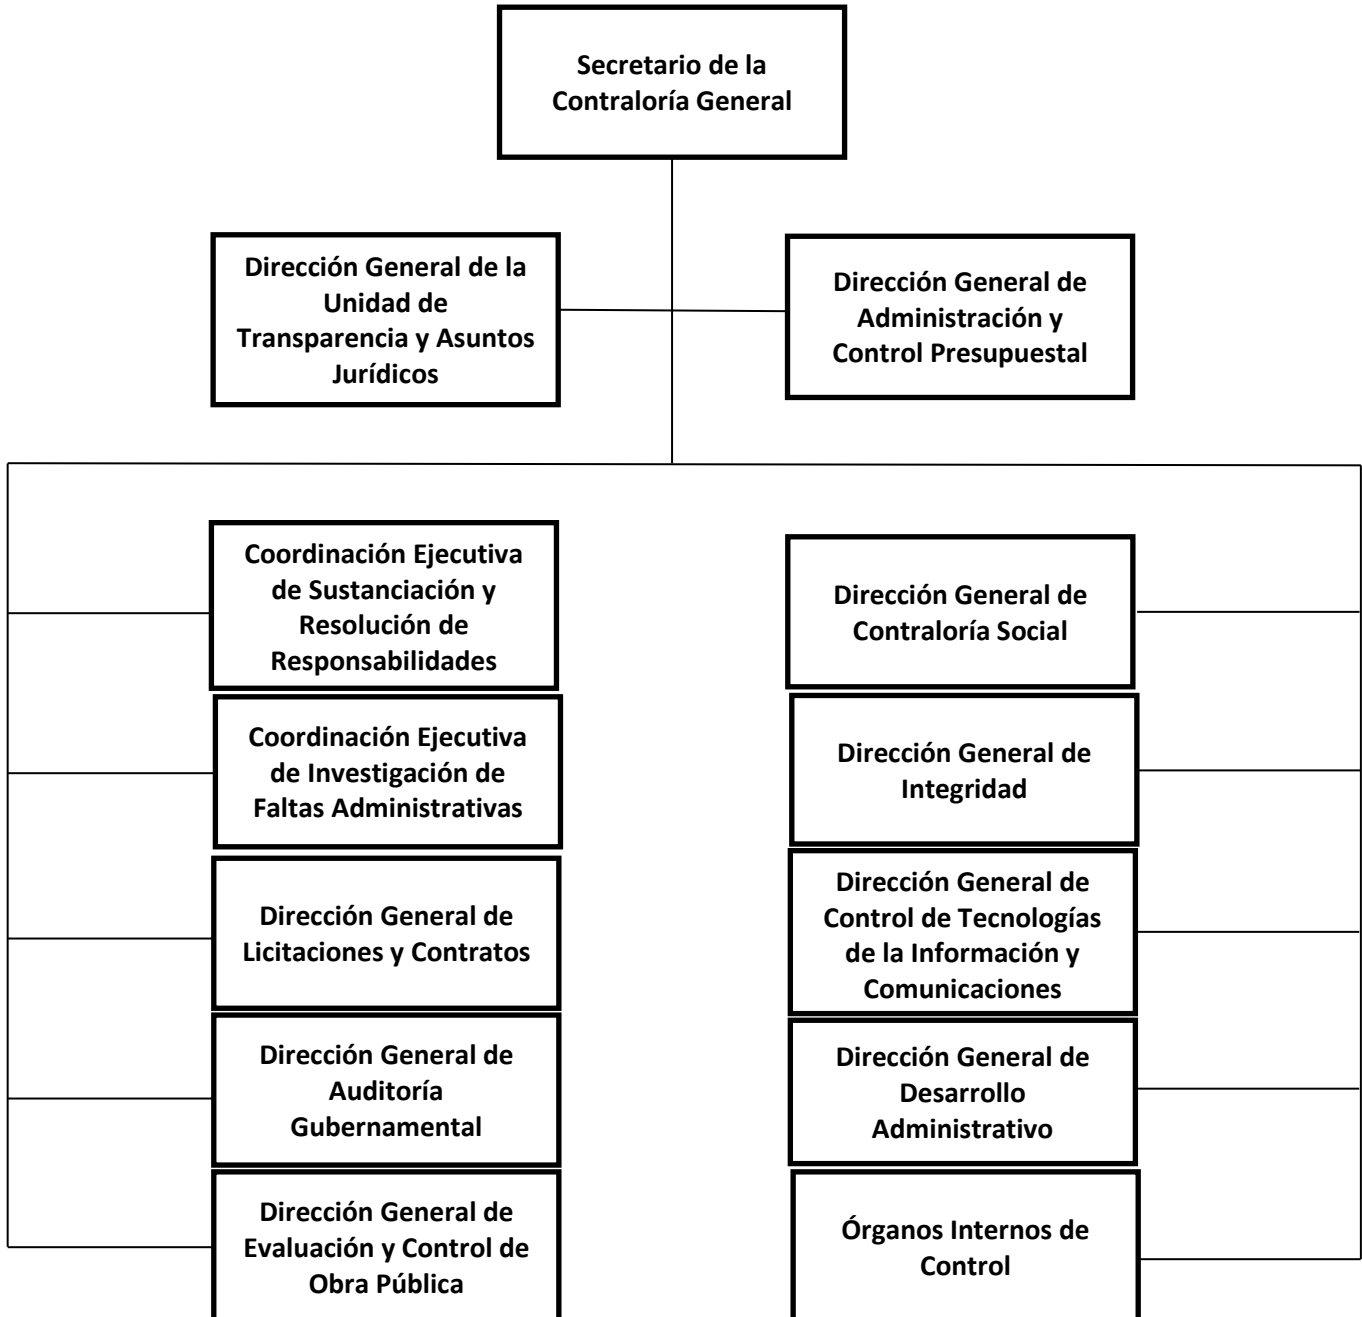 Secretario de la
Contraloría General
Dirección General de la
Unidad de
Transparencia y Asuntos
Jurídicos
Dirección General de
Administración y
Control Presupuestal
Coordinación Ejecutiva
de Sustanciación y
Resolución de
Responsabilidades
Coordinación Ejecutiva
de Investigación de
Faltas Administrativas
Dirección General de
Licitaciones y Contratos
Dirección General de
Auditoría
Gubernamental
Dirección General de
Evaluación y Control de
Obra Pública
Dirección General de
Contraloría Social
Dirección General de
Integridad
Dirección General de
Control de Tecnologías
de la Información y
Comunicaciones
Dirección General de
Desarrollo
Administrativo
Órganos Internos de
Control